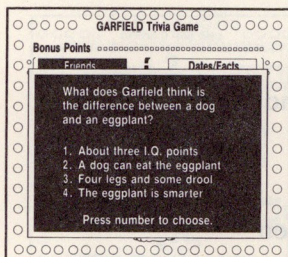 GARFIELD Trivia Game
Bonus Points
Friends Dates/Facts
What does Garfield think is
the difference between a dog
and an eggplant?
1. About three I.Q. points
2. A dog can eat the eggplant
3. Four legs and some drool
4. The eggplant is smarter
Press number to choose.